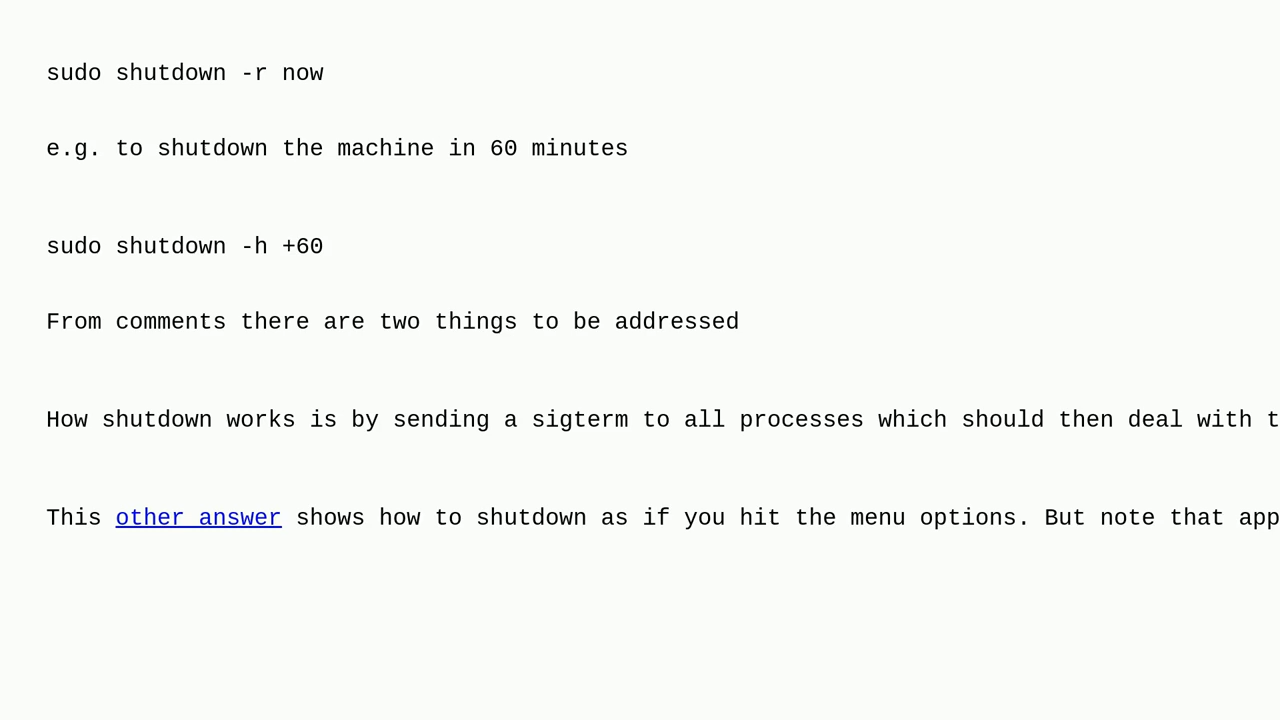 sudo shutdown -r now
e.g. to shutdown the machine in 60 minutes
sudo shutdown -h +60
From comments there are two things to be addressed
How shutdown works is by sending a sigterm to all processes which should then deal with t
This other answer shows how to shutdown as if you hit the menu options. But note that app